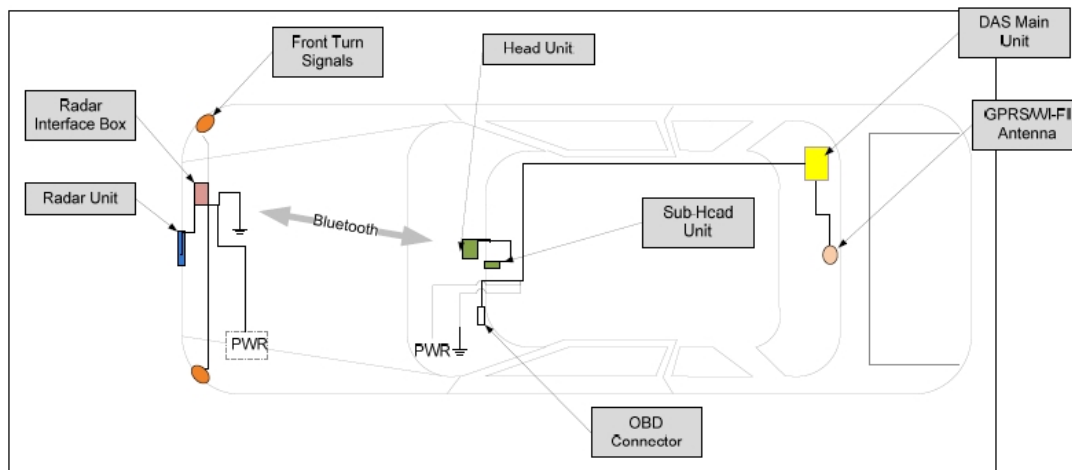 Front Turn
Signals
Head Unit
DAS Main
Unit
Radar
Interface Box
GPRS/WI-FI
Antenna
Radar Unit
Bluetooth
Sub-Head
Unit
PWR
PWR
OBD
Connector